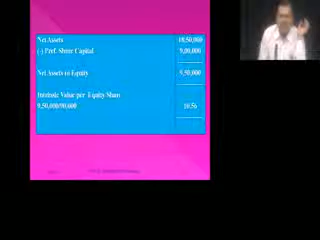 Net Assets 18,50,000
(-) Pref. Share Capital 9,00,000
Net Assets to Equity 9,50,000
Intrinsic Value per Equity Share
9,50,000/90,000 10.56